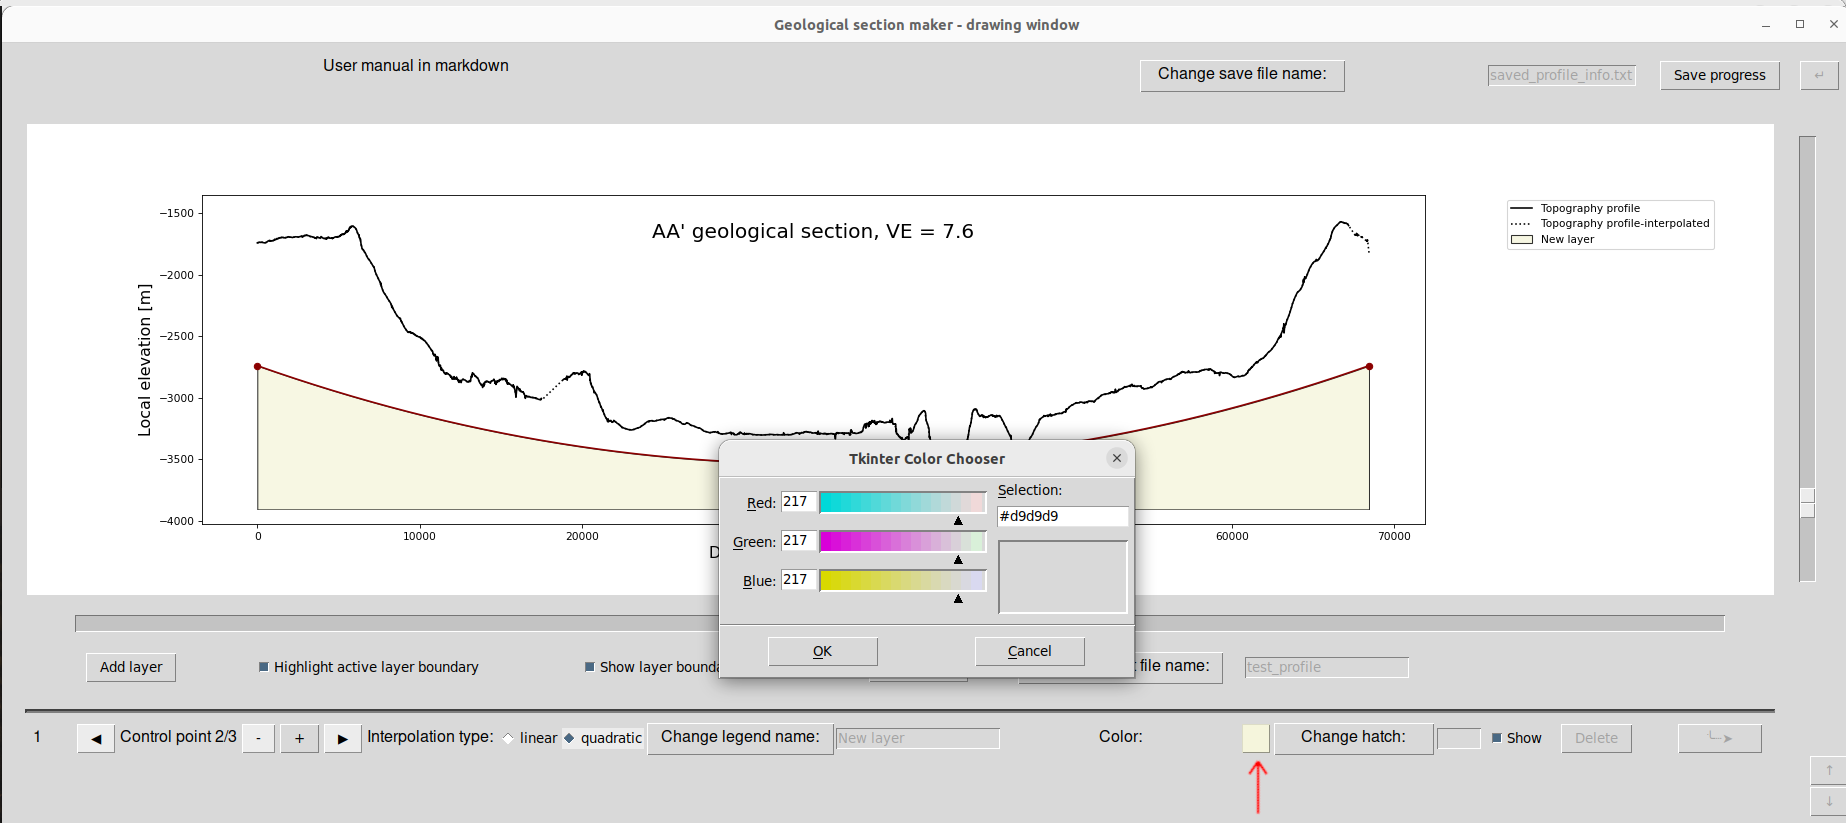 Geological section maker - drawing window
User manual in markdown
Change save file name:
saved_profile_info.txt
Save progress
AA' geological section, VE = 7.6
Topography profile
Topography profile-interpolated
New layer
Local elevation [m]
−1500
−2000
−2500
−3000
−3500
−4000
0
10000
20000
60000
70000
D
Tkinter Color Chooser
Red: 217
Green: 217
Blue: 217
Selection:
#d9d9d9
OK
Cancel
Add layer
Highlight active layer boundary
Show layer bounda
file name:
test_profile
1
Control point 2/3
-
+
Interpolation type:
linear
quadratic
Change legend name:
New layer
Color:
Change hatch:
Show
Delete